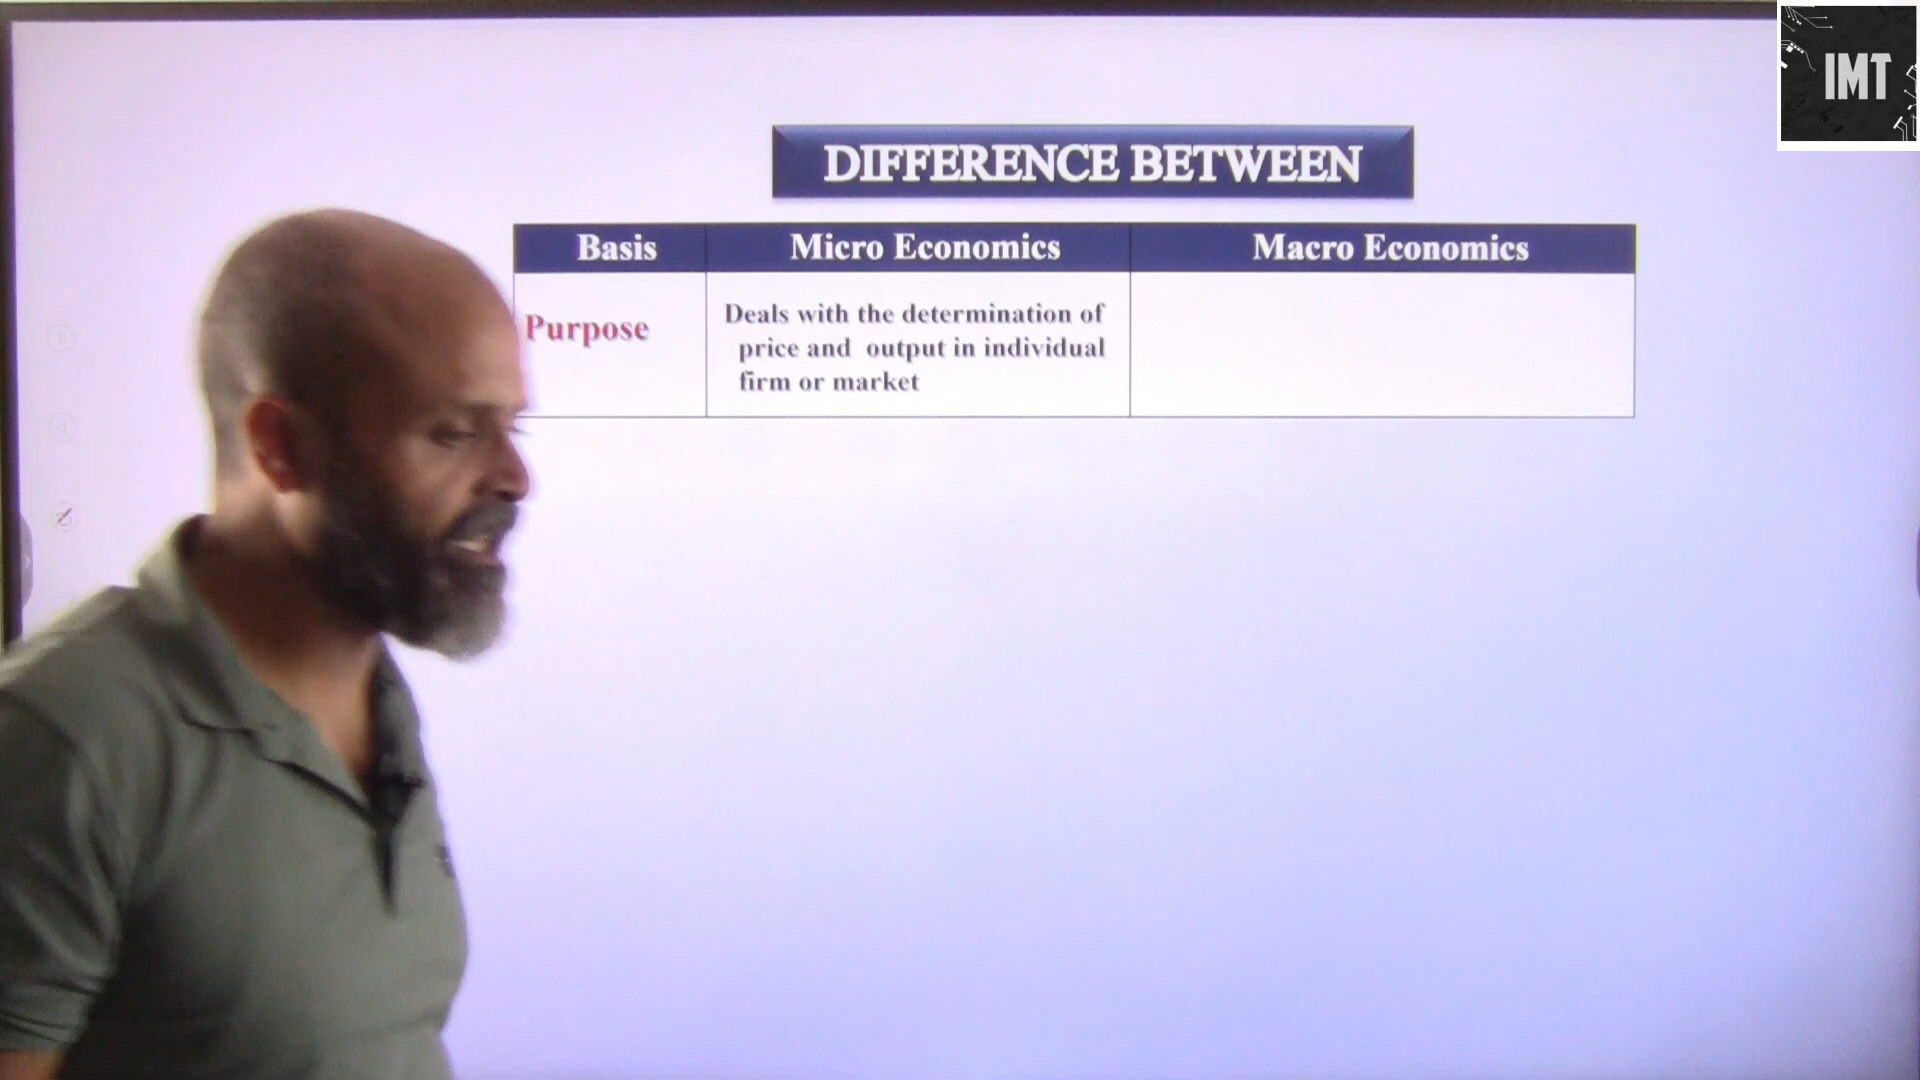 IMT
DIFFERENCE BETWEEN
Basis Micro Economics Macro Economics
Purpose
Deals with the determination of
price and output in individual
firm or market